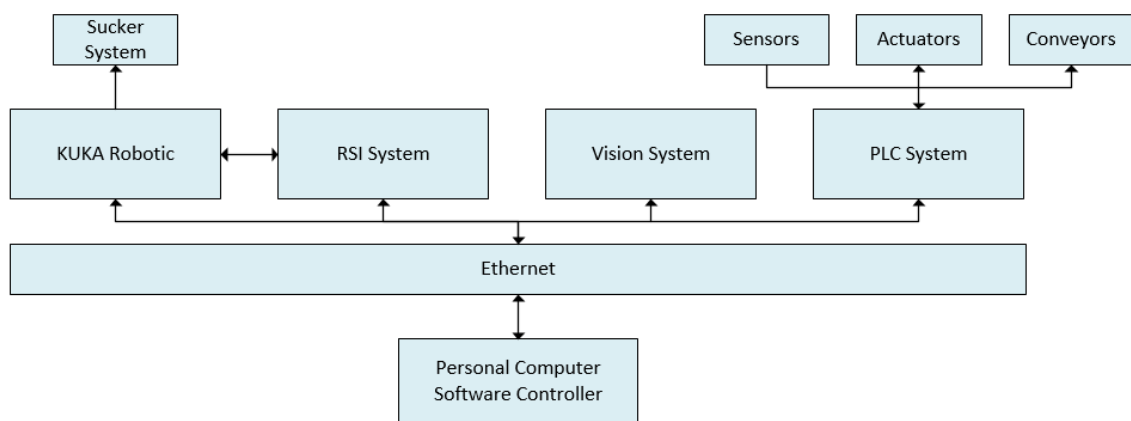 Sucker
System
Sensors
Actuators
Conveyors
KUKA Robotic
RSI System
Vision System
PLC System
Ethernet
Personal Computer
Software Controller